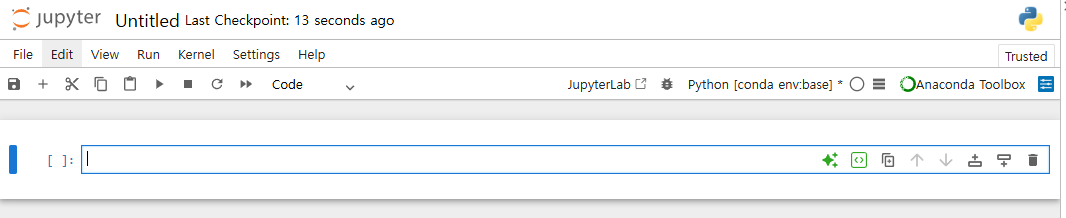 jupyter Untitled Last Checkpoint: 13 seconds ago
File Edit View Run Kernel Settings Help Trusted
Code JupyterLab Python [conda env:base] * Anaconda Toolbox
[ ]: